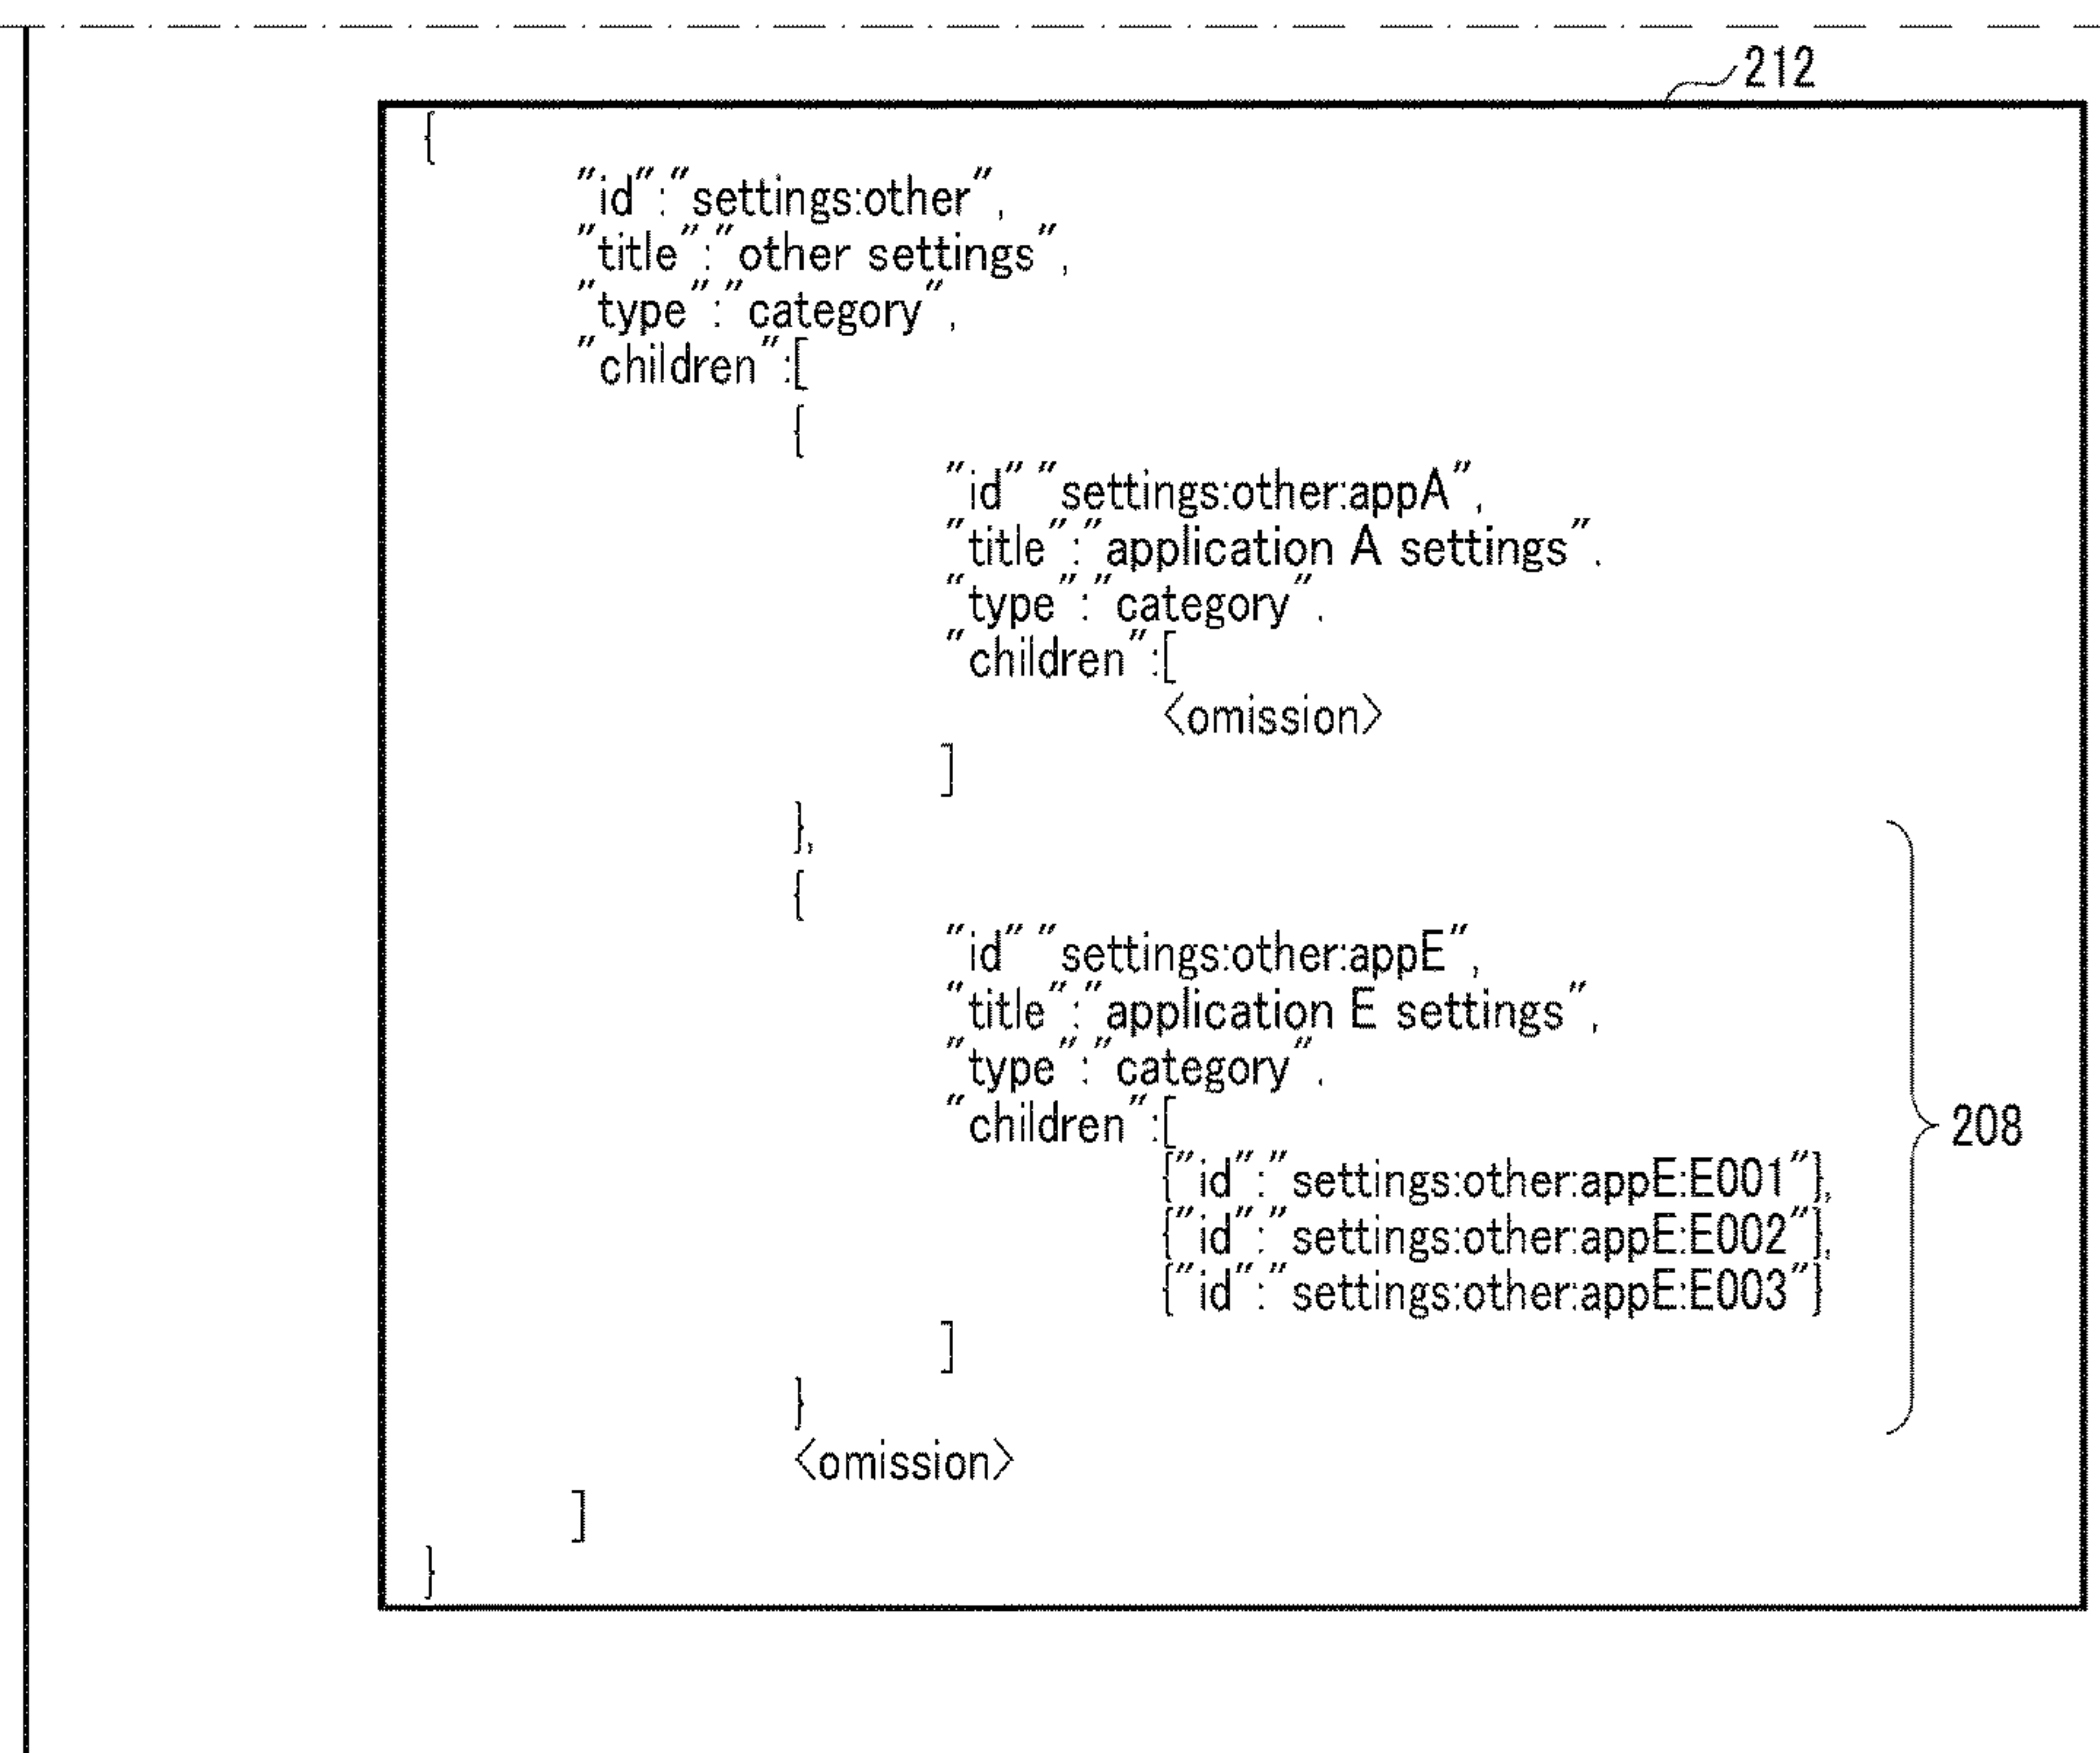 212
{
"id":"settings:other",
"title":"other settings",
"type":"category",
"children":[
{
"id""settings:other:appA",
"title":"application A settings",
"type":"category",
"children":[
<omission>
]
},
{
"id""settings:other:appE",
"title":"application E settings",
"type":"category",
"children":[
208
{"id":"settings:other:appE:E001"},
{"id":"settings:other:appE:E002"},
{"id":"settings:other:appE:E003"}
]
}
<omission>
]
}